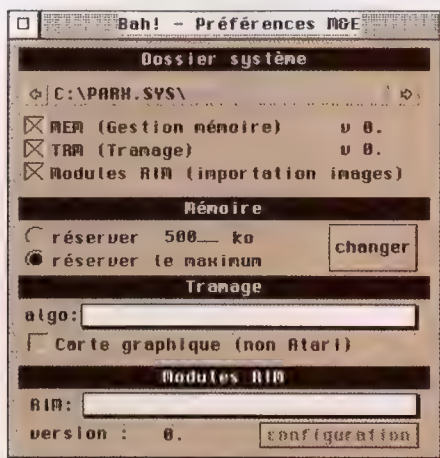 Bah! - Préférences M&E
Dossier système
C:\PARX.SYS\
MEM (Gestion mémoire) v 0.
TRM (Tramage) v 0.
Modules RIM (importation images)
Mémoire
réserver 500__ ko
réserver le maximum
changer
Tramage
algo:
Carte graphique (non Atari)
Modules RIM
RIM:
version : 0.
configuration